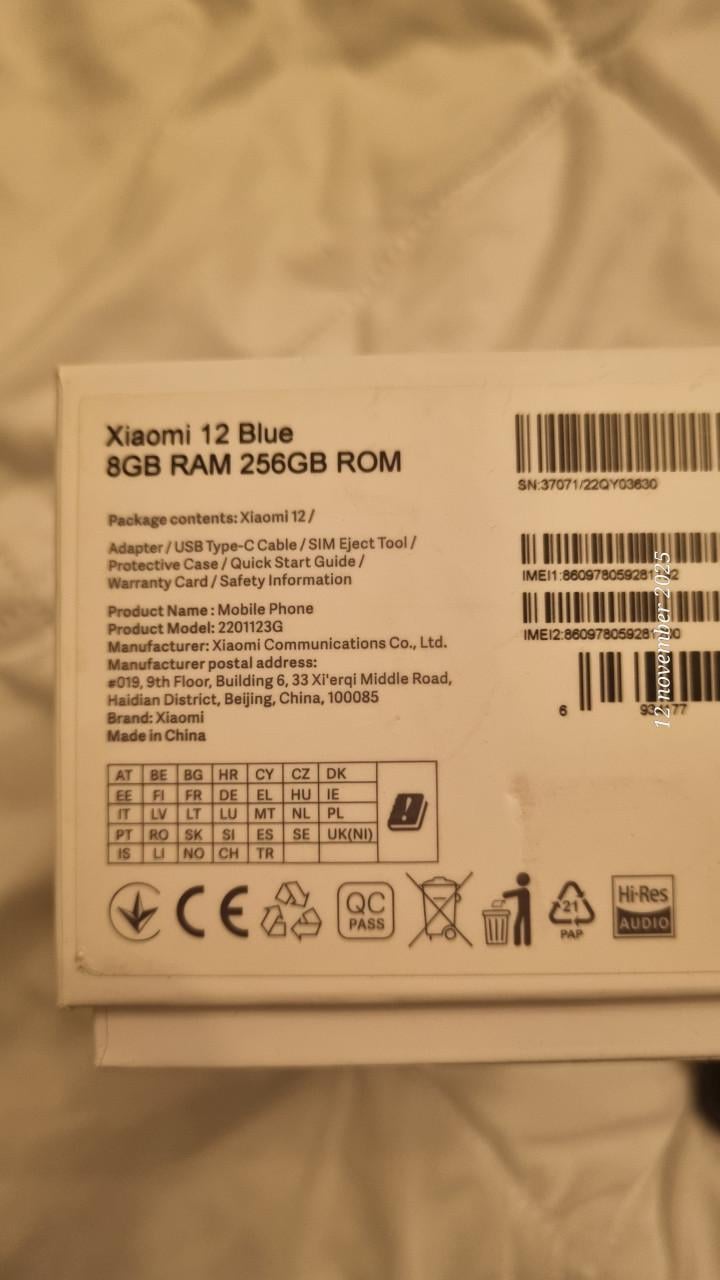 Xiaomi 12 Blue
8GB RAM 256GB ROM
Package contents: Xiaomi 12 /
Adapter / USB Type-C Cable / SIM Eject Tool /
Protective Case / Quick Start Guide /
Warranty Card / Safety Information
Product Name : Mobile Phone
Product Model: 2201123G
Manufacturer: Xiaomi Communications Co., Ltd.
Manufacturer postal address:
#019, 9th Floor, Building 6, 33 Xi'erqi Middle Road,
Haidian District, Beijing, China, 100085
Brand: Xiaomi
Made in China
AT BE BG HR CY CZ DK
EE FI FR DE EL HU IE
IT LV LT LU MT NL PL
PT RO SK SI ES SE UK(NI)
IS LI NO CH TR
CE
QC
PASS
21
PAP
Hi-Res
AUDIO
SN:37071/22QY03630
IMEI1:
IMEI2:
6
12 november 2025